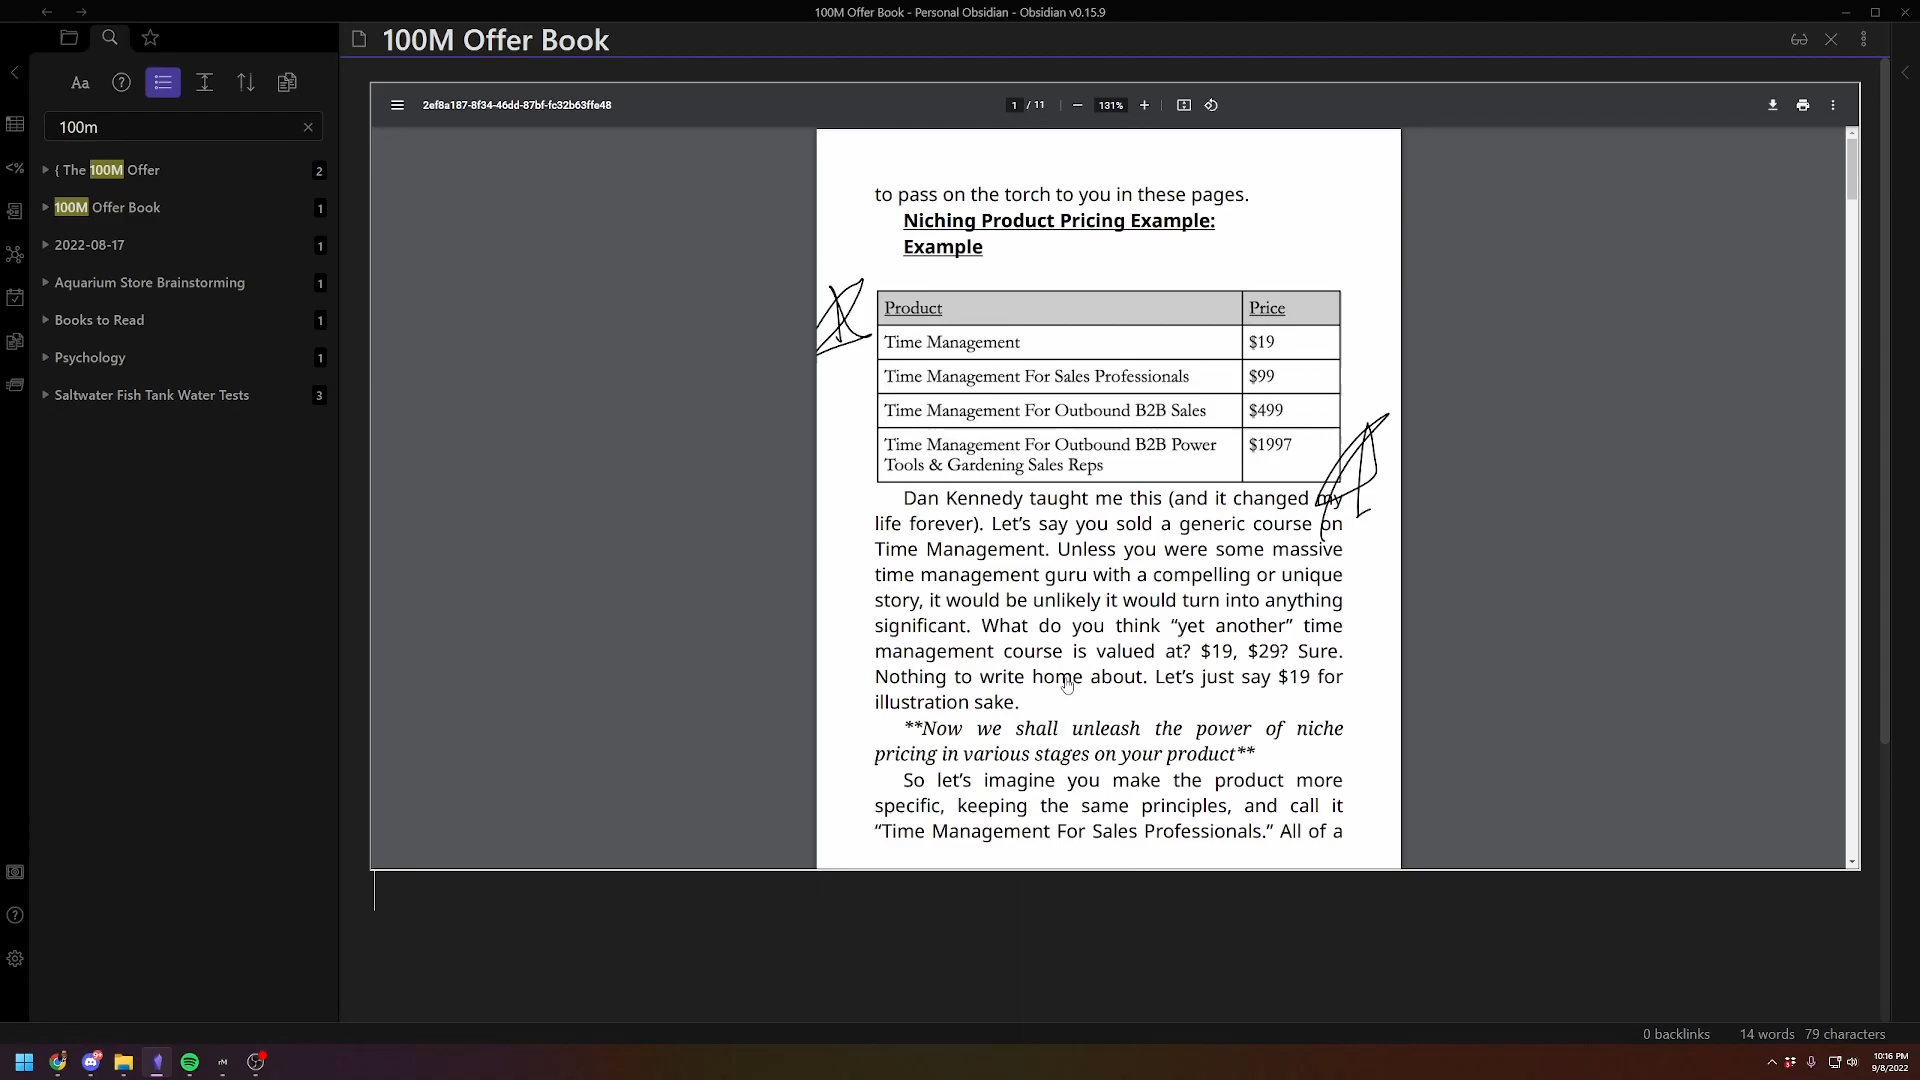 100M Offer Book - Personal Obsidian - Obsidian v0.15.9
100M Offer Book
Aa
100m
{ The 100M Offer 2
100M Offer Book 1
2022-08-17 1
Aquarium Store Brainstorming 1
Books to Read 1
Psychology 1
Saltwater Fish Tank Water Tests 3
2ef8a187-8f34-46dd-87bf-fc32b63ffe48
1 / 11
131%
to pass on the torch to you in these pages.
Niching Product Pricing Example:
Example
Product Price
Time Management $19
Time Management For Sales Professionals $99
Time Management For Outbound B2B Sales $499
Time Management For Outbound B2B Power $1997
Tools & Gardening Sales Reps
Dan Kennedy taught me this (and it changed my
life forever). Let’s say you sold a generic course on
Time Management. Unless you were some massive
time management guru with a compelling or unique
story, it would be unlikely it would turn into anything
significant. What do you think “yet another” time
management course is valued at? $19, $29? Sure.
Nothing to write home about. Let’s just say $19 for
illustration sake.
**Now we shall unleash the power of niche
pricing in various stages on your product**
So let’s imagine you make the product more
specific, keeping the same principles, and call it
“Time Management For Sales Professionals.” All of a
0 backlinks 14 words 79 characters
rM
10:16 PM
9/8/2022